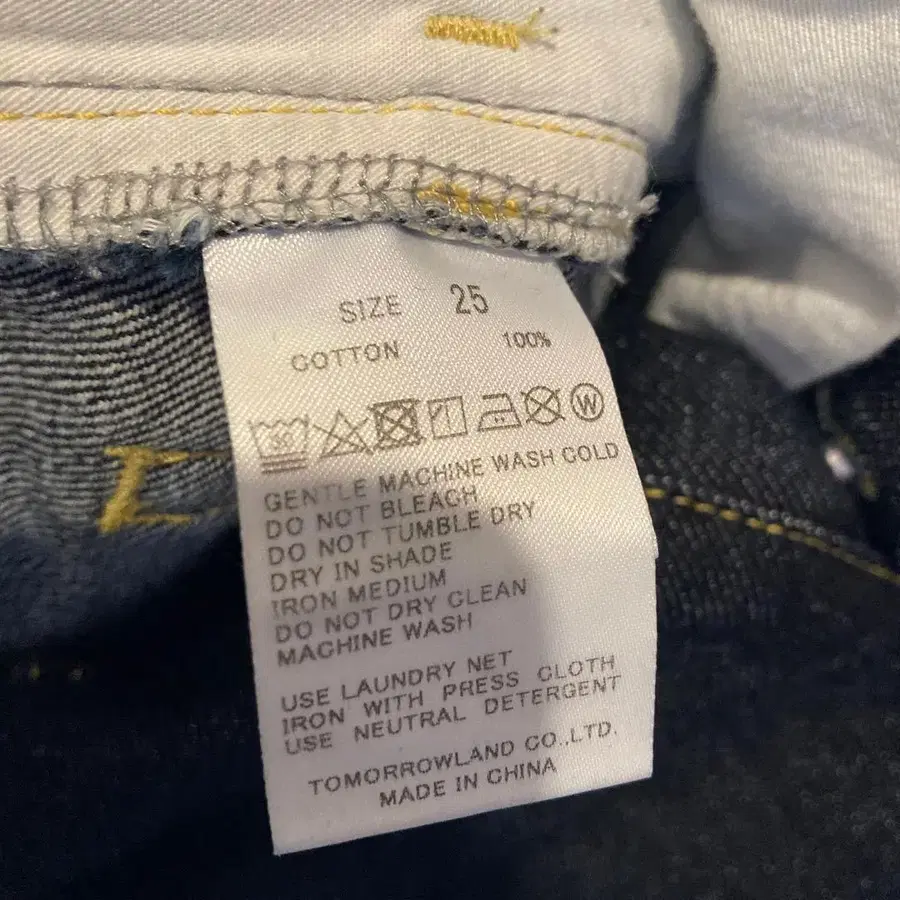 SIZE 25
COTTON 100%
W
GENTLE MACHINE WASH COLD
DO NOT BLEACH
DO NOT TUMBLE DRY
DRY IN SHADE
IRON MEDIUM
DO NOT DRY CLEAN
MACHINE WASH
USE LAUNDRY NET
IRON WITH PRESS CLOTH
USE NEUTRAL DETERGENT
TOMORROWLAND CO.,LTD.
MADE IN CHINA